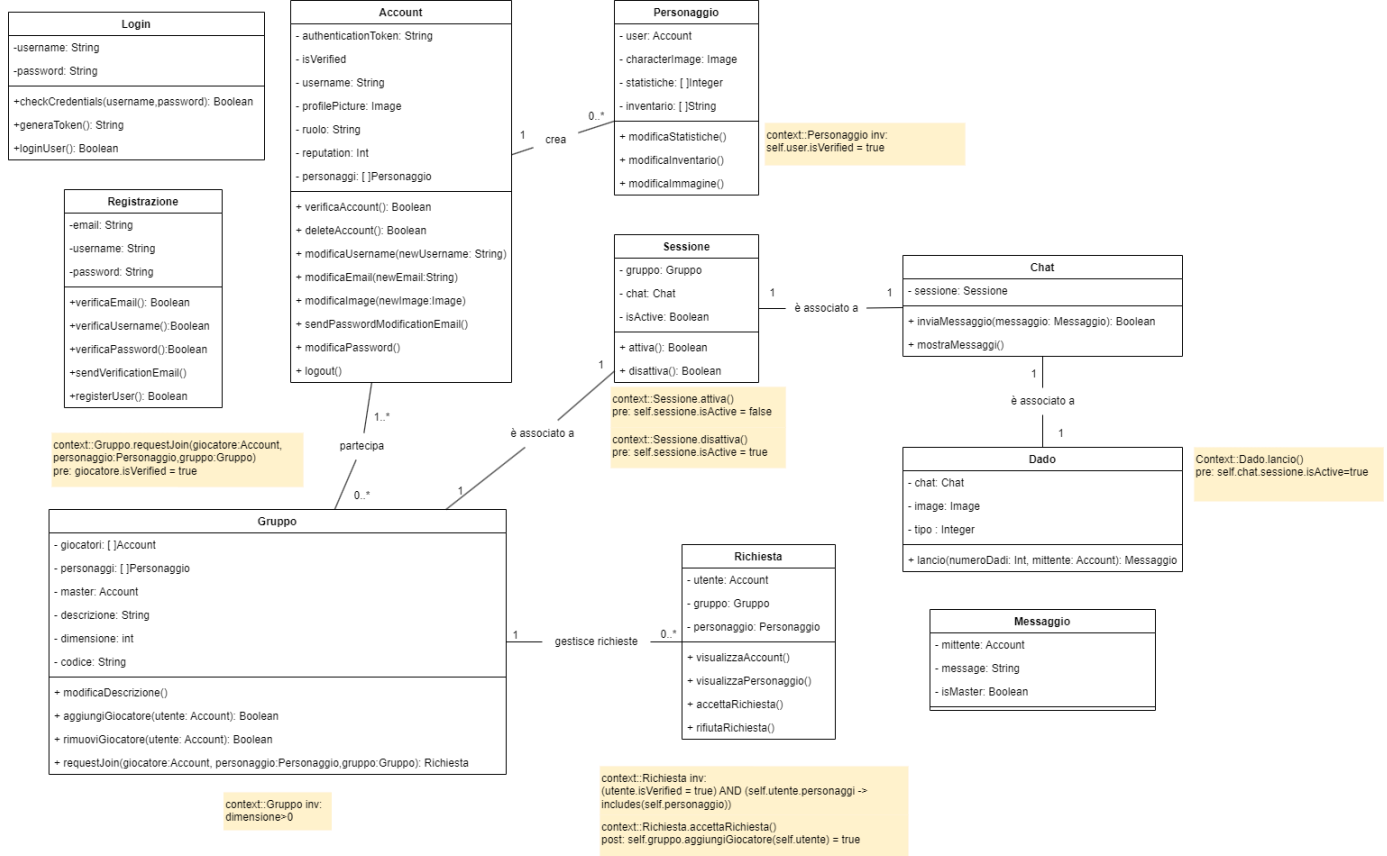 Login
-username: String
-password: String
+checkCredentials(username,password): Boolean
+generaToken(): String
+loginUser(): Boolean
Registrazione
-email: String
-username: String
-password: String
+verificaEmail(): Boolean
+verificaUsername():Boolean
+verificaPassword():Boolean
+sendVerificationEmail()
+registerUser(): Boolean
Account
- authenticationToken: String
- isVerified
- username: String
- profilePicture: Image
- ruolo: String
- reputation: Int
- personaggi: [ ]Personaggio
+ verificaAccount(): Boolean
+ deleteAccount(): Boolean
+ modificaUsername(newUsername: String)
+ modificaEmail(newEmail:String)
+ modificaImage(newImage:Image)
+ sendPasswordModificationEmail()
+ modificaPassword()
+ logout()
1
crea
0..*
Personaggio
- user: Account
- characterImage: Image
- statistiche: [ ]Integer
- inventario: [ ]String
+ modificaStatistiche()
+ modificaInventario()
+ modificaImmagine()
context::Personaggio inv:
self.user.isVerified = true
Sessione
- gruppo: Gruppo
- chat: Chat
- isActive: Boolean
+ attiva(): Boolean
+ disattiva(): Boolean
1
è associato a
1
Chat
- sessione: Sessione
+ inviaMessaggio(messaggio: Messaggio): Boolean
+ mostraMessaggi()
context::Sessione.attiva()
pre: self.sessione.isActive = false
context::Sessione.disattiva()
pre: self.sessione.isActive = true
1
è associato a
1
1
è associato a
1
1..*
partecipa
0..*
context::Gruppo.requestJoin(giocatore:Account,
personaggio:Personaggio,gruppo:Gruppo)
pre: giocatore.isVerified = true
Dado
- chat: Chat
- image: Image
- tipo : Integer
+ lancio(numeroDadi: Int, mittente: Account): Messaggio
Context::Dado.lancio()
pre: self.chat.sessione.isActive=true
Gruppo
- giocatori: [ ]Account
- personaggi: [ ]Personaggio
- master: Account
- descrizione: String
- dimensione: int
- codice: String
+ modificaDescrizione()
+ aggiungiGiocatore(utente: Account): Boolean
+ rimuoviGiocatore(utente: Account): Boolean
+ requestJoin(giocatore:Account, personaggio:Personaggio,gruppo:Gruppo): Richiesta
1
gestisce richieste
0..*
Richiesta
- utente: Account
- gruppo: Gruppo
- personaggio: Personaggio
+ visualizzaAccount()
+ visualizzaPersonaggio()
+ accettaRichiesta()
+ rifiutaRichiesta()
Messaggio
- mittente: Account
- message: String
- isMaster: Boolean
context::Gruppo inv:
dimensione>0
context::Richiesta inv:
(utente.isVerified = true) AND (self.utente.personaggi ->
includes(self.personaggio))
context::Richiesta.accettaRichiesta()
post: self.gruppo.aggiungiGiocatore(self.utente) = true